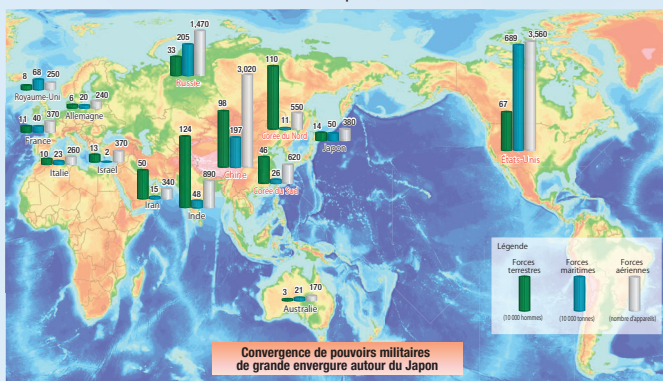 1,470
205
33
Russie
8 68 250
Royaume-Uni
6 20 240
Allemagne
11 40 370
France
10 23 260
Italie
13 2 370
Israel
50
15
340
Iran
124
48
890
Inde
98
197
3,020
Chine
110
11
550
Corée du Nord
46
26
620
Corée du Sud
14 50 380
Japon
3 21 170
Australie
67
689
3,560
États-Unis
Légende
Forces terrestres
Forces maritimes
Forces aériennes
(10 000 hommes)
(10 000 tonnes)
(nombre d'appareils)
Convergence de pouvoirs militaires
de grande envergure autour du Japon